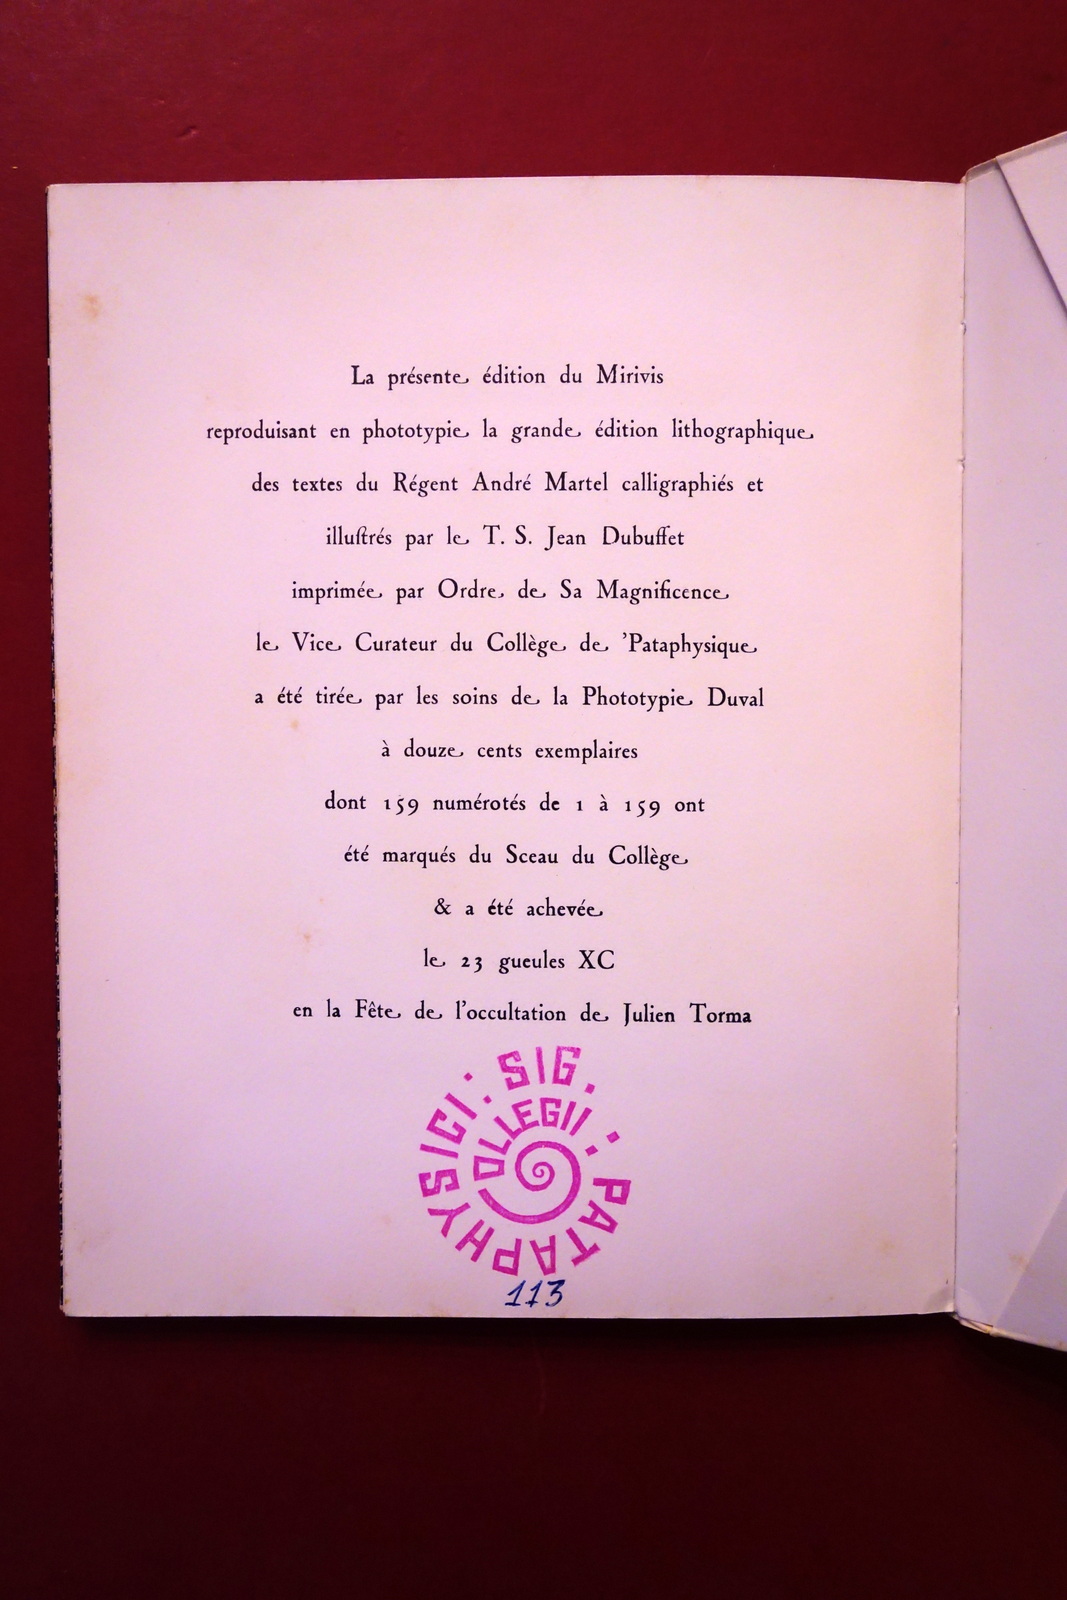 La présente édition du Mirivis
reproduisant en phototypie la grande édition lithographique
des textes du Régent André Martel calligraphiés et
illustrés par le T. S. Jean Dubuffet
imprimée par Ordre de Sa Magnificence
le Vice Curateur du Collège de 'Pataphysique
a été tirée par les soins de la Phototypie Duval
à douze cents exemplaires
dont 159 numérotés de 1 à 159 ont
été marqués du Sceau du Collège
& a été achevée
le 23 gueules XC
en la Fête de l'occultation de Julien Torma
· SIG. OLLEGII · PATAPHYSICI ·
113